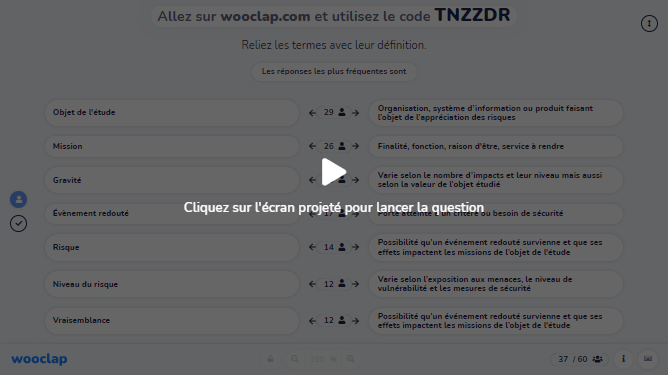 Allez sur wooclap.com et utilisez le code TNZZDR
Reliez les termes avec leur définition.
Les réponses les plus fréquentes sont
Objet de l'étude
29
Organisation, système d'information ou produit faisant
l'objet de l'appréciation des risques
Mission
26
Finalité, fonction, raison d'être, service à rendre
Gravité
Varie selon le nombre d'impacts et leur niveau mais aussi
selon la valeur de l'objet étudié
Cliquez sur l'écran projeté pour lancer la question
Évènement redouté
17
Porte atteinte à un critère ou besoin de sécurité
Risque
14
Possibilité qu'un événement redouté survienne et que ses
effets impactent les missions de l'objet de l'étude
Niveau du risque
12
Varie selon l'exposition aux menaces, le niveau de
vulnérabilité et les mesures de sécurité
Vraisemblance
12
Possibilité qu'un événement redouté survienne et que ses
effets impactent les missions de l'objet de l'étude
wooclap
100 %
37 / 60